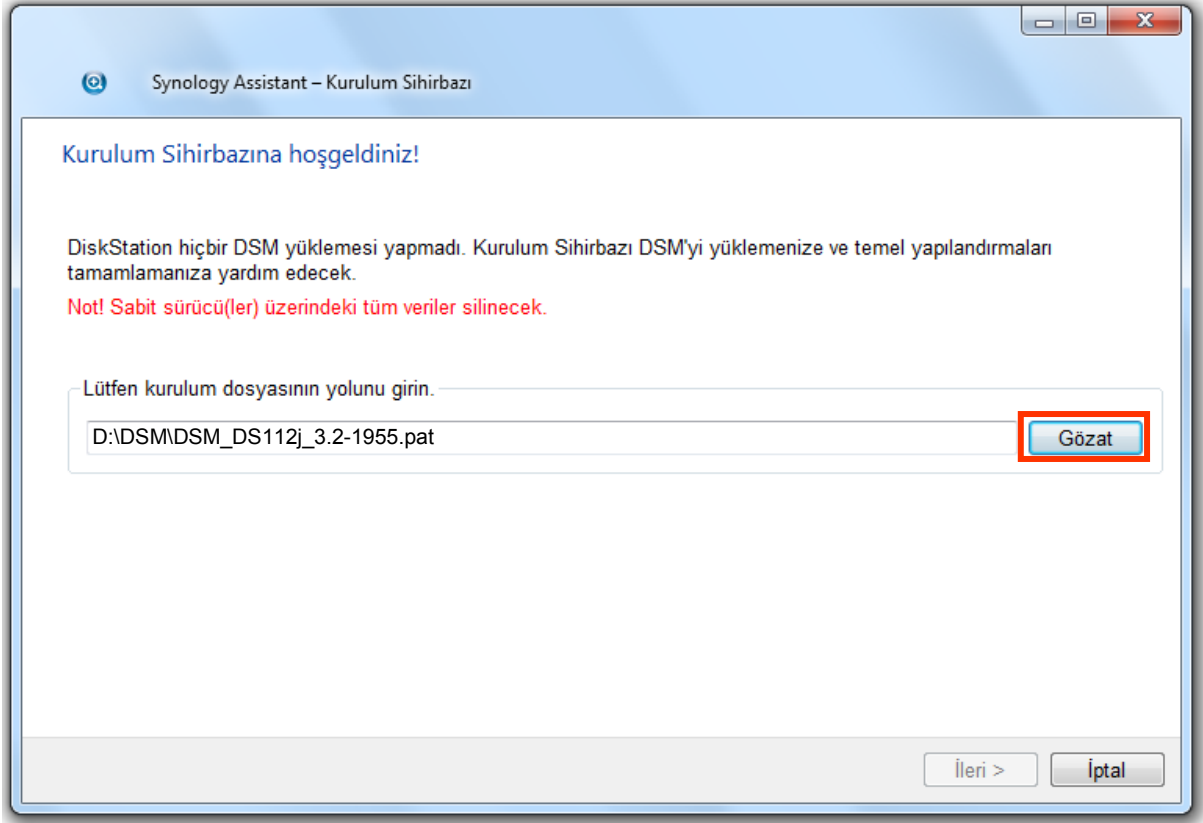 Synology Assistant – Kurulum Sihirbazı
Kurulum Sihirbazına hoşgeldiniz!
DiskStation hiçbir DSM yüklemesi yapmadı. Kurulum Sihirbazı DSM'yi yüklemenize ve temel yapılandırmaları
tamamlamanıza yardım edecek.
Not! Sabit sürücü(ler) üzerindeki tüm veriler silinecek.
Lütfen kurulum dosyasının yolunu girin.
D:\DSM\DSM_DS112j_3.2-1955.pat
Gözat
İleri >
İptal